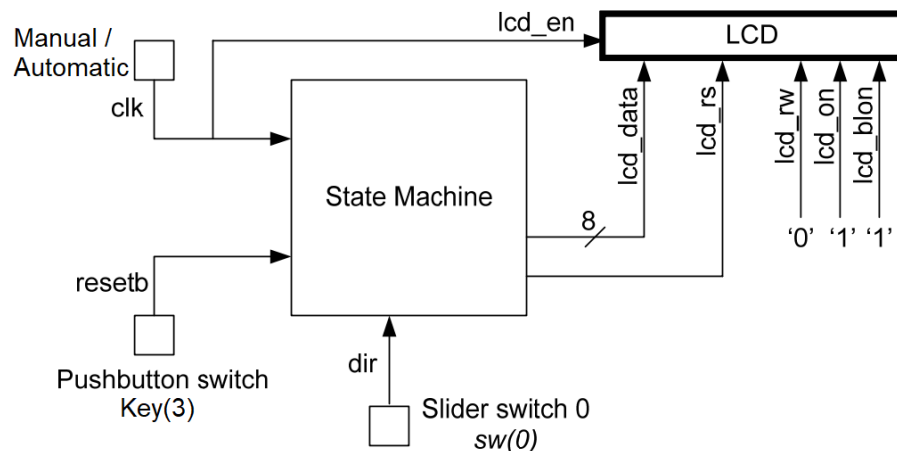 Manual /
Automatic
clk
lcd_en
LCD
lcd_data
lcd_rs
lcd_rw
lcd_on
lcd_blon
State Machine
8
‘0’ ‘1’ ‘1’
resetb
Pushbutton switch
Key(3)
dir
Slider switch 0
sw(0)